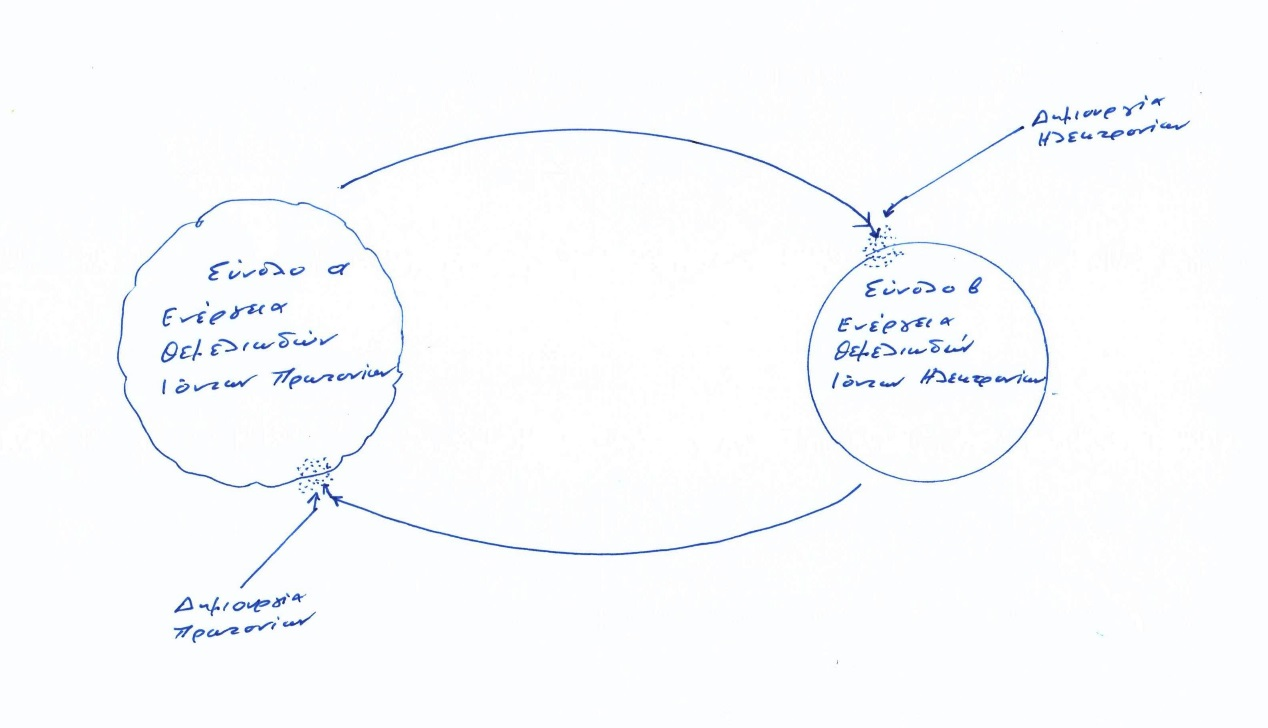 Σύνολο α
Ενέργεια
Θεμελιωδών
Ιόντων Πρωτονίων
Δημιουργία
Ηλεκτρονίων
Σύνολο β
Ενέργεια
Θεμελιωδών
Ιόντων Ηλεκτρονίων
Δημιουργία
Πρωτονίων